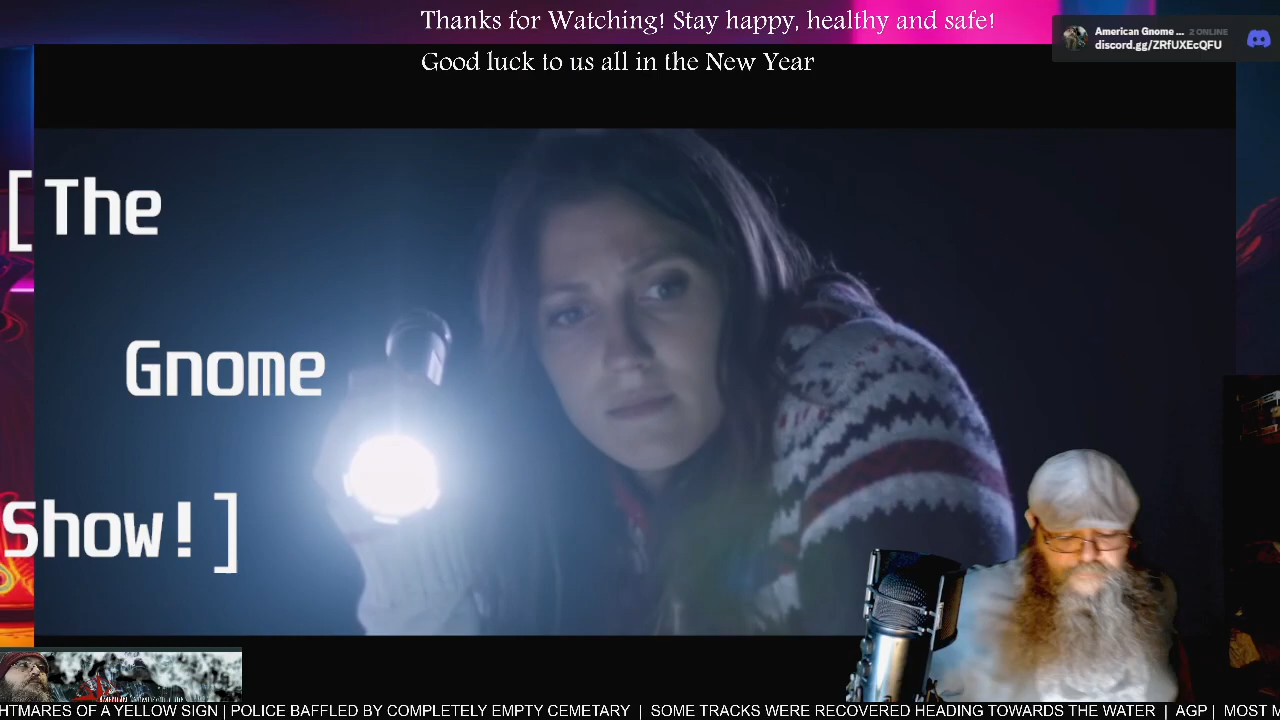 Thanks for Watching! Stay happy, healthy and safe!
Good luck to us all in the New Year
American Gnome ... 2 ONLINE
discord.gg/ZRfUXEcQFU
[The
Gnome
Show!]
HTMARES OF A YELLOW SIGN | POLICE BAFFLED BY COMPLETELY EMPTY CEMETARY | SOME TRACKS WERE RECOVERED HEADING TOWARDS THE WATER | AGP | MOST M